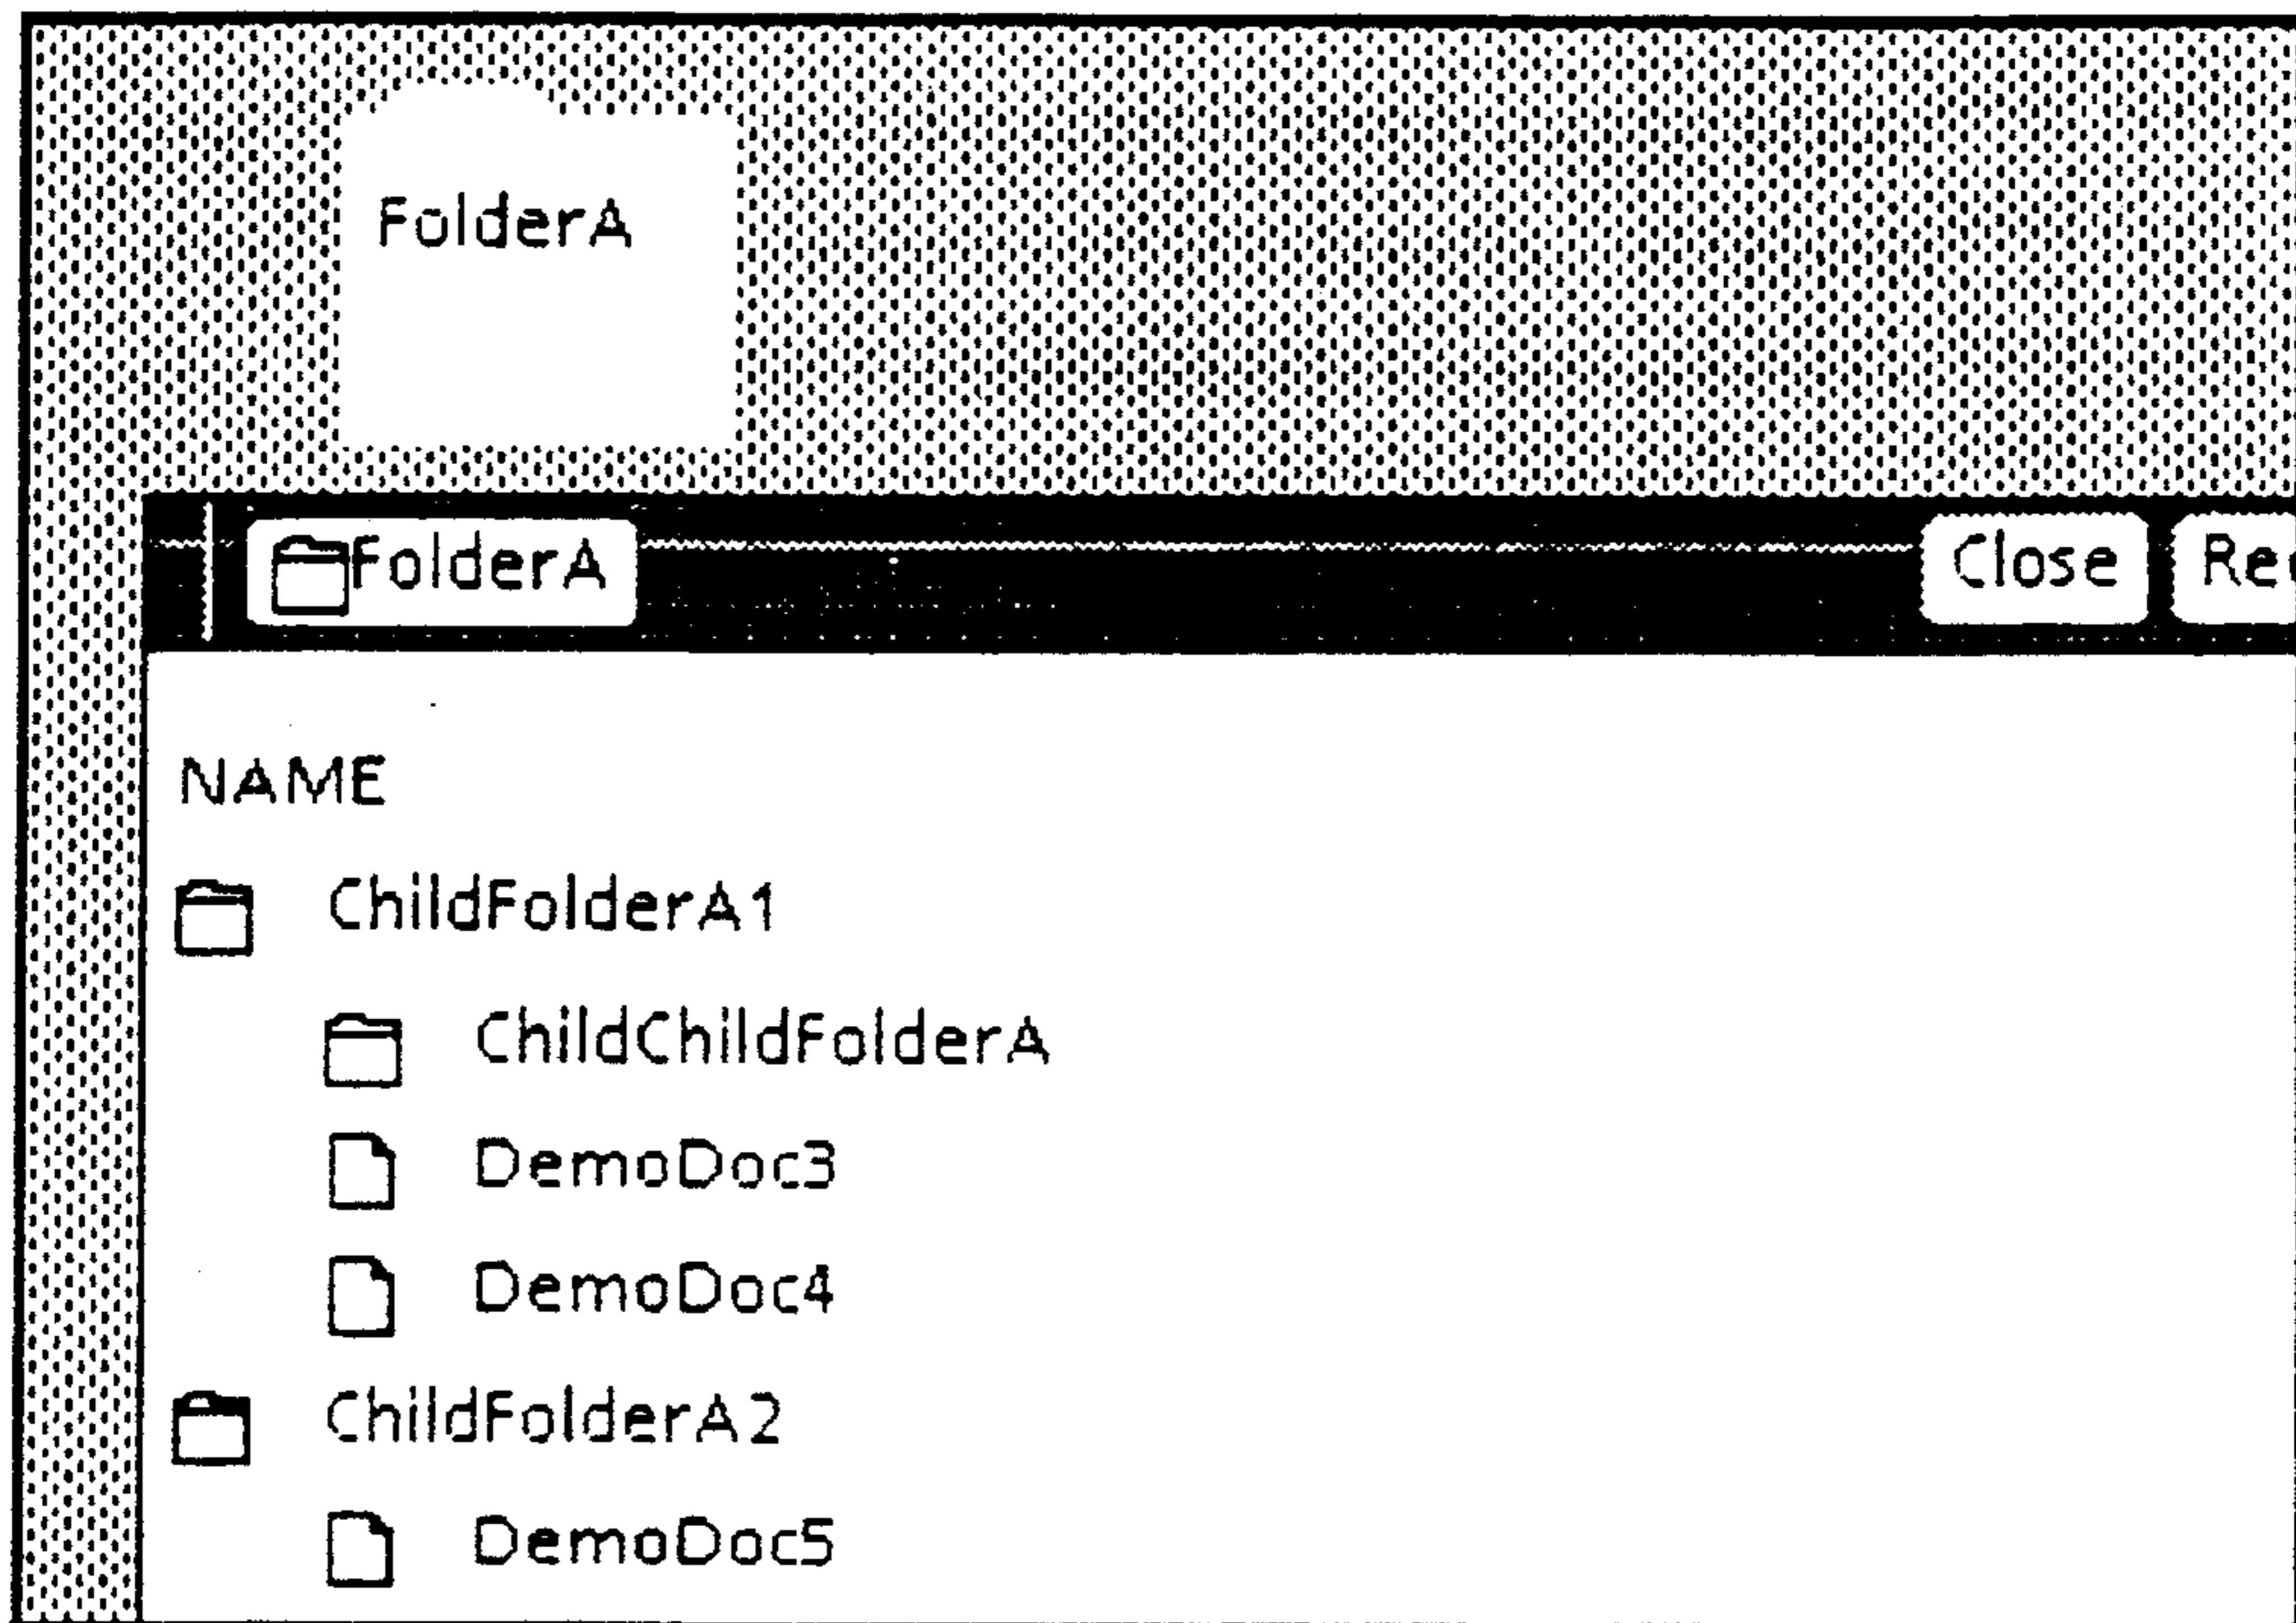 FolderA
FolderA Close
NAME
ChildFolderA1
ChildChildFolderA
DemoDoc3
DemoDoc4
ChildFolderA2
DemoDoc5